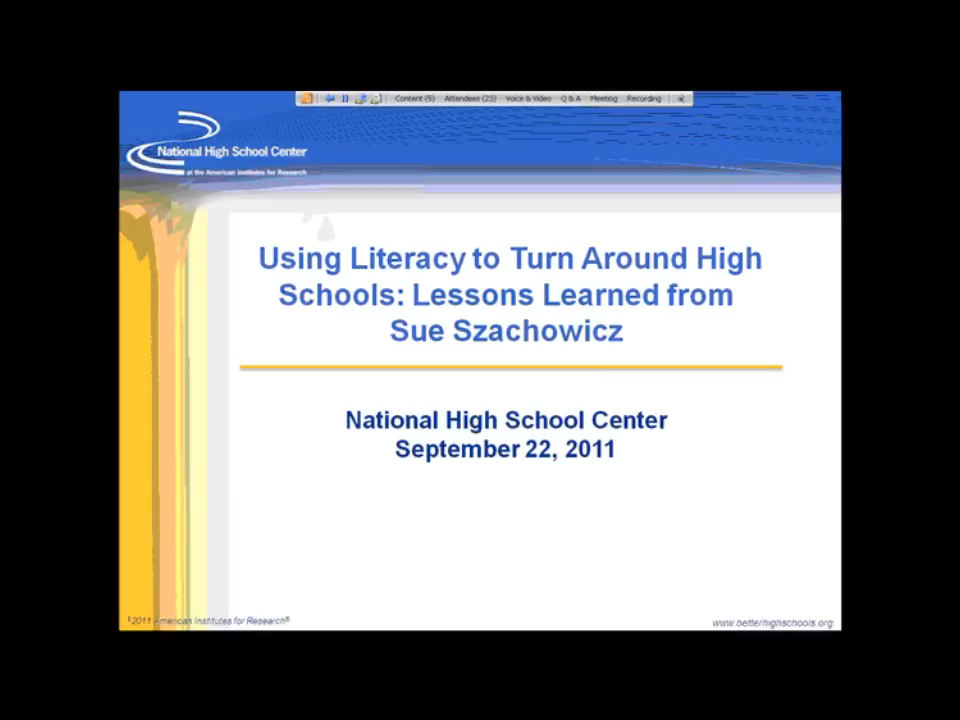 Content (5) Attendees (23) Voice & Video Q & A Meeting Recording
National High School Center
at the American Institutes for Research
Using Literacy to Turn Around High
Schools: Lessons Learned from
Sue Szachowicz
National High School Center
September 22, 2011
2011 American Institutes for Research®
www.betterhighschools.org